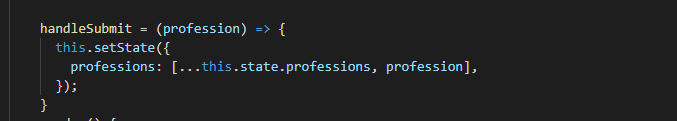 handleSubmit = (profession) => {
this.setState({
professions: [...this.state.professions, profession],
});
}